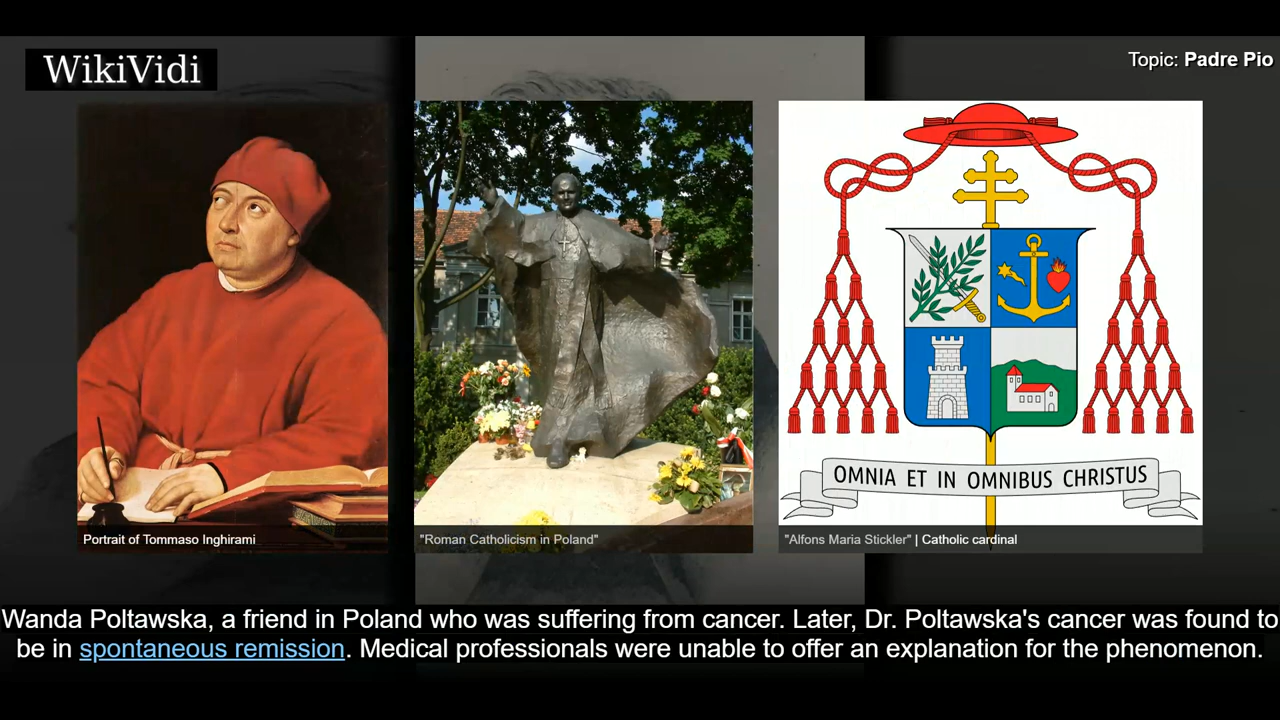 WikiVidi
Topic: Padre Pio
OMNIA ET IN OMNIBUS CHRISTUS
Portrait of Tommaso Inghirami
"Roman Catholicism in Poland"
"Alfons Maria Stickler" | Catholic cardinal
Wanda Poltawska, a friend in Poland who was suffering from cancer. Later, Dr. Poltawska's cancer was found to
be in spontaneous remission. Medical professionals were unable to offer an explanation for the phenomenon.